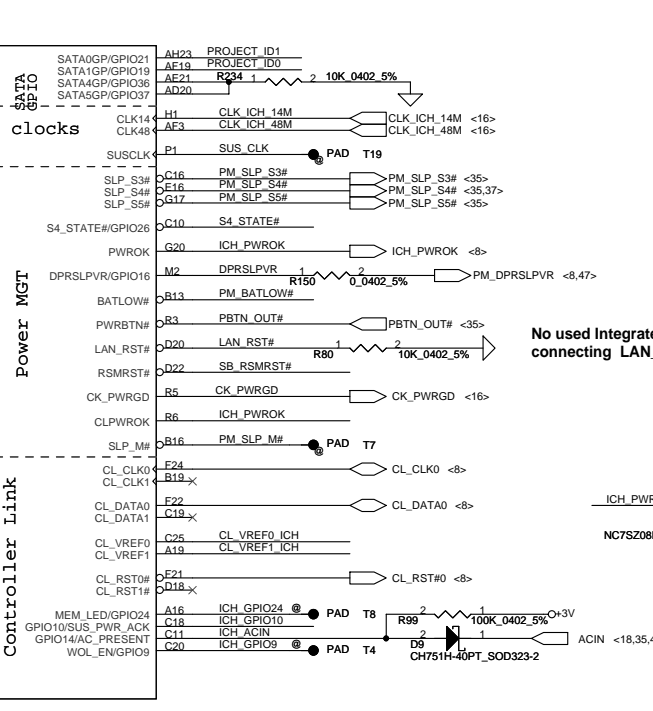 SATA GPIO
SATA0GP/GPIO21 AH23 PROJECT_ID1
SATA1GP/GPIO19 AF19 PROJECT_ID0
SATA4GP/GPIO36 AE21 R234 1 2 10K_0402_5%
SATA5GP/GPIO37 AD20
clocks
CLK14 H1 CLK_ICH_14M CLK_ICH_14M <16>
CLK48 AF3 CLK_ICH_48M CLK_ICH_48M <16>
SUSCLK P1 SUS_CLK @ PAD T19
Power MGT
SLP_S3# C16 PM_SLP_S3# PM_SLP_S3# <35>
SLP_S4# E16 PM_SLP_S4# PM_SLP_S4# <35,37>
SLP_S5# G17 PM_SLP_S5# PM_SLP_S5# <35>
S4_STATE#/GPIO26 C10 S4_STATE#
PWROK G20 ICH_PWROK ICH_PWROK <8>
DPRSLPVR/GPIO16 M2 DPRSLPVR R150 1 2 0_0402_5% PM_DPRSLPVR <8,47>
BATLOW# B13 PM_BATLOW#
PWRBTN# R3 PBTN_OUT# PBTN_OUT# <35>
LAN_RST# D20 LAN_RST# R80 1 2 10K_0402_5%
No used Integrate
connecting LAN_
RSMRST# D22 SB_RSMRST#
CK_PWRGD R5 CK_PWRGD CK_PWRGD <16>
CLPWROK R6 ICH_PWROK
SLP_M# B16 PM_SLP_M# @ PAD T7
Controller Link
CL_CLK0 F24 CL_CLK0 <8>
CL_CLK1 B19
CL_DATA0 F22 CL_DATA0 <8>
CL_DATA1 C19
ICH_PWR
CL_VREF0 C25 CL_VREF0_ICH
CL_VREF1 A19 CL_VREF1_ICH
NC7SZ08
CL_RST0# F21 CL_RST#0 <8>
CL_RST1# D18
MEM_LED/GPIO24 A16 ICH_GPIO24 @ PAD T8
GPIO10/SUS_PWR_ACK C18 ICH_GPIO10
GPIO14/AC_PRESENT C11 ICH_ACIN
WOL_EN/GPIO9 C20 ICH_GPIO9 @ PAD T4
R99 2 1 100K_0402_5% +3V
D9 2 1 ACIN <18,35,4
CH751H-40PT_SOD323-2